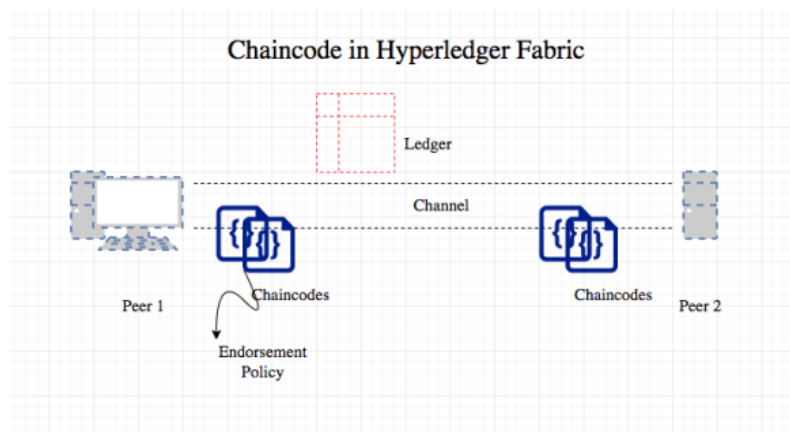 Chaincode in Hyperledger Fabric
Ledger
Channel
Chaincodes
Chaincodes
Peer 1
Peer 2
Endorsement
Policy